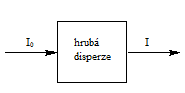 I₀
hrubá
disperze
I